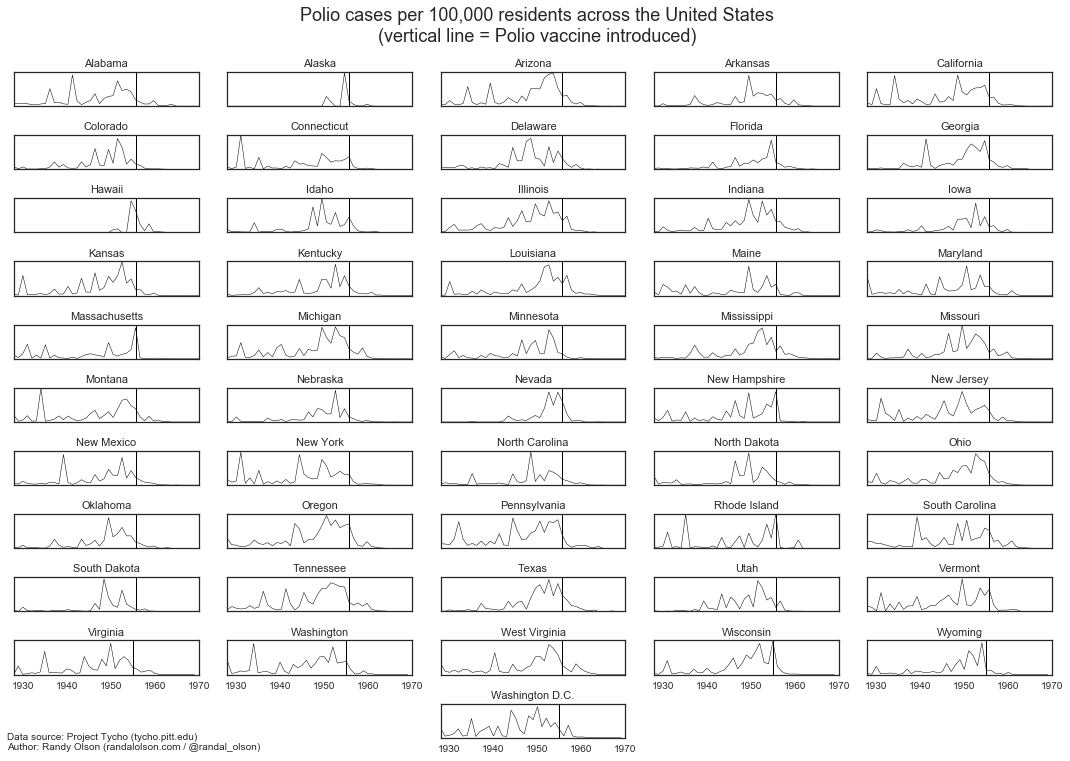 Polio cases per 100,000 residents across the United States
(vertical line = Polio vaccine introduced)
Alabama Alaska Arizona Arkansas California
Colorado Connecticut Delaware Florida Georgia
Hawaii Idaho Illinois Indiana Iowa
Kansas Kentucky Louisiana Maine Maryland
Massachusetts Michigan Minnesota Mississippi Missouri
Montana Nebraska Nevada New Hampshire New Jersey
New Mexico New York North Carolina North Dakota Ohio
Oklahoma Oregon Pennsylvania Rhode Island South Carolina
South Dakota Tennessee Texas Utah Vermont
Virginia Washington West Virginia Wisconsin Wyoming
1930 1940 1950 1960 1970 1930 1940 1950 1960 1970 1930 1940 1950 1960 1970 1930 1940 1950 1960 1970
Washington D.C.
1930 1940 1950 1960 1970
Data source: Project Tycho (tycho.pitt.edu)
Author: Randy Olson (randalolson.com / @randal_olson)